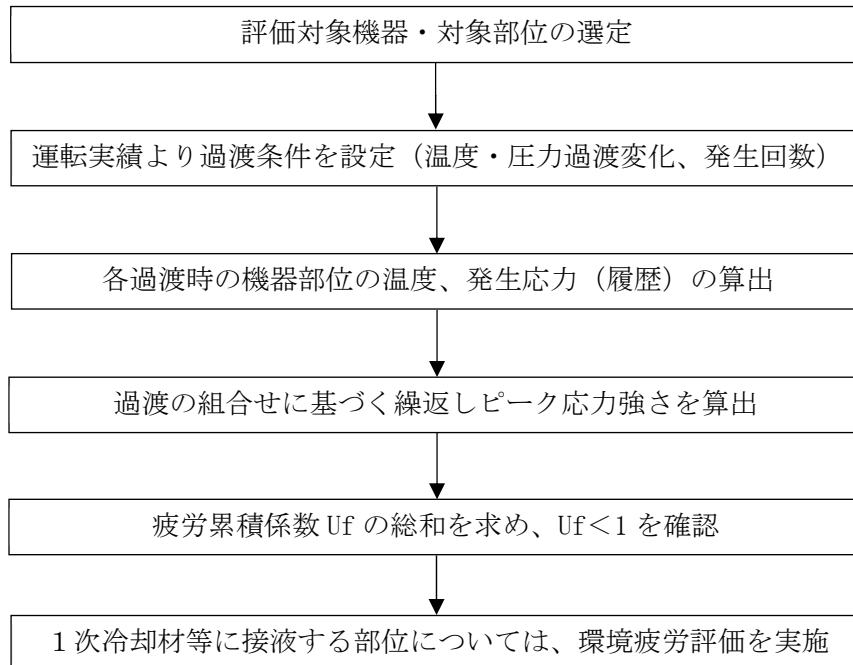 評価対象機器・対象部位の選定
運転実績より過渡条件を設定（温度・圧力過渡変化、発生回数）
各過渡時の機器部位の温度、発生応力（履歴）の算出
過渡の組合せに基づく繰返しピーク応力強さを算出
疲労累積係数 Uf の総和を求め、Uf＜1 を確認
１次冷却材等に接液する部位については、環境疲労評価を実施